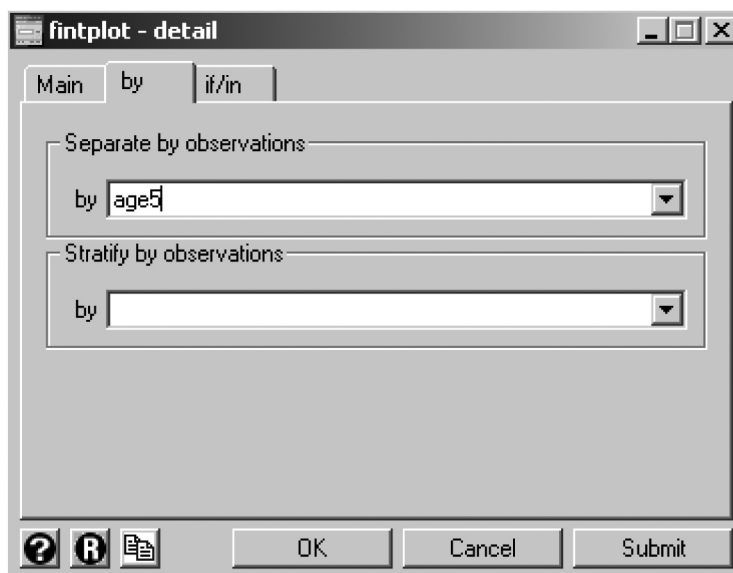 fintplot - detail
Main by if/in
Separate by observations
by age5
Stratify by observations
by
? R OK Cancel Submit